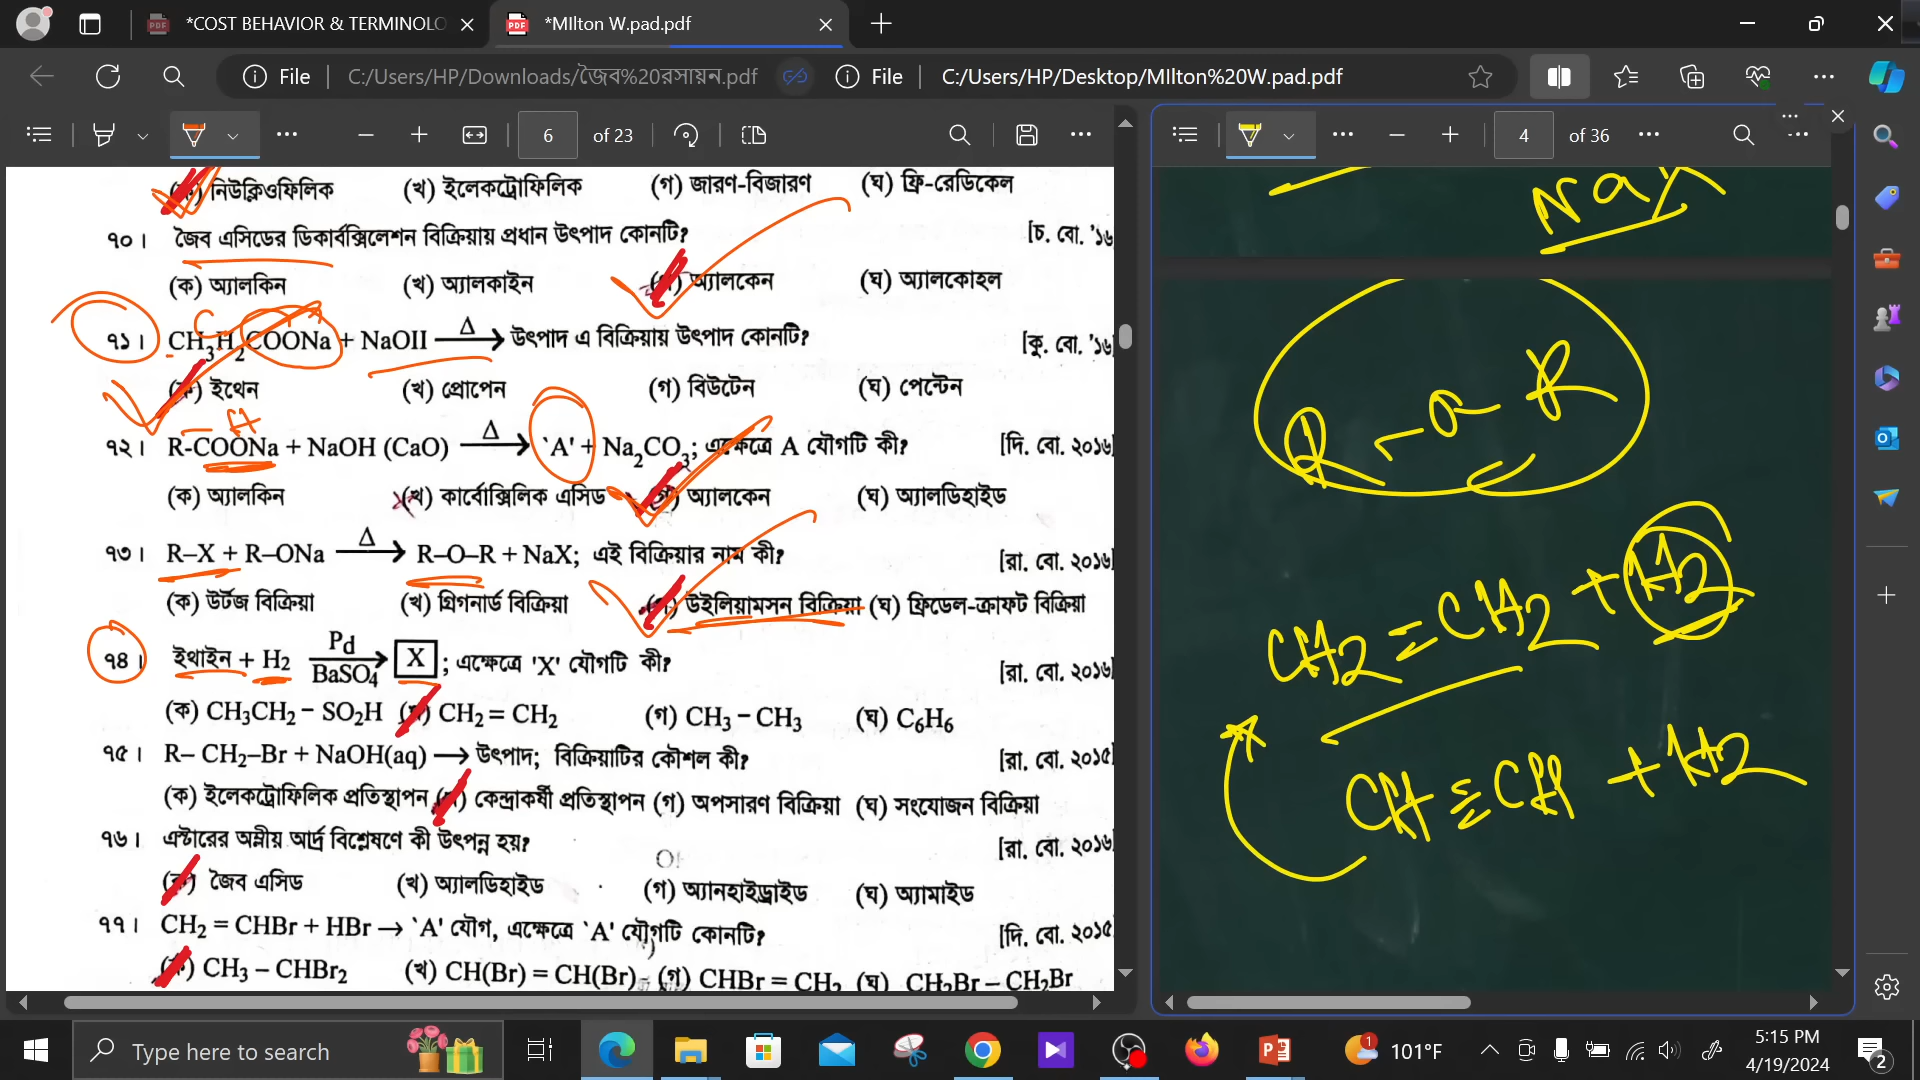 *COST BEHAVIOR & TERMINOLO
*MIlton W.pad.pdf
File C:/Users/HP/Downloads/জৈব%20রসায়ন.pdf
File C:/Users/HP/Desktop/MIlton%20W.pad.pdf
6 of 23
4 of 36
(ক) নিউক্লিওফিলিক (খ) ইলেকট্রোফিলিক (গ) জারণ-বিজারণ (ঘ) ফ্রি-রেডিকেল
৭০। জৈব এসিডের ডিকার্বক্সিলেশন বিক্রিয়ায় প্রধান উৎপাদ কোনটি? [চ. বো. '১৬
(ক) অ্যালকিন (খ) অ্যালকাইন (গ) অ্যালকেন (ঘ) অ্যালকোহল
৭১। CH₃H₂COONa + NaOII —Δ→ উৎপাদ এ বিক্রিয়ায় উৎপাদ কোনটি? [কু. বো. '১৬
(ক) ইথেন (খ) প্রোপেন (গ) বিউটেন (ঘ) পেন্টেন
৭২। R-COONa + NaOH (CaO) —Δ→ `A' + Na₂CO₃; এক্ষেত্রে A যৌগটি কী? [দি. বো. ২০১৬
(ক) অ্যালকিন (খ) কার্বোক্সিলিক এসিড (গ) অ্যালকেন (ঘ) অ্যালডিহাইড
৭৩। R–X + R–ONa —Δ→ R–O–R + NaX; এই বিক্রিয়ার নাম কী? [রা. বো. ২০১৬
(ক) উর্টজ বিক্রিয়া (খ) গ্রিগনার্ড বিক্রিয়া (গ) উইলিয়ামসন বিক্রিয়া (ঘ) ফ্রিডেল-ক্রাফট বিক্রিয়া
৭৪। ইথাইন + H₂ —Pd/BaSO₄→ X ; এক্ষেত্রে 'X' যৌগটি কী? [রা. বো. ২০১৬
(ক) CH₃CH₂ – SO₂H (খ) CH₂ = CH₂ (গ) CH₃ – CH₃ (ঘ) C₆H₆
৭৫। R– CH₂–Br + NaOH(aq) → উৎপাদ; বিক্রিয়াটির কৌশল কী? [রা. বো. ২০১৫
(ক) ইলেকট্রোফিলিক প্রতিস্থাপন (খ) কেন্দ্রাকর্ষী প্রতিস্থাপন (গ) অপসারণ বিক্রিয়া (ঘ) সংযোজন বিক্রিয়া
৭৬। এস্টারের অম্লীয় আর্দ্র বিশ্লেষণে কী উৎপন্ন হয়? [রা. বো. ২০১৬
(ক) জৈব এসিড (খ) অ্যালডিহাইড (গ) অ্যানহাইড্রাইড (ঘ) অ্যামাইড
৭৭। CH₂ = CHBr + HBr → `A' যৌগ, এক্ষেত্রে `A' যৌগটি কোনটি? [দি. বো. ২০১৫
(ক) CH₃ – CHBr₂ (খ) CH(Br) = CH(Br) (গ) CHBr = CH₂ (ঘ) CH₂Br – CH₂Br
NaX
R–O–R
CH2=CH2+H2
CH≡CH+H2
Type here to search
101°F
5:15 PM
4/19/2024
2